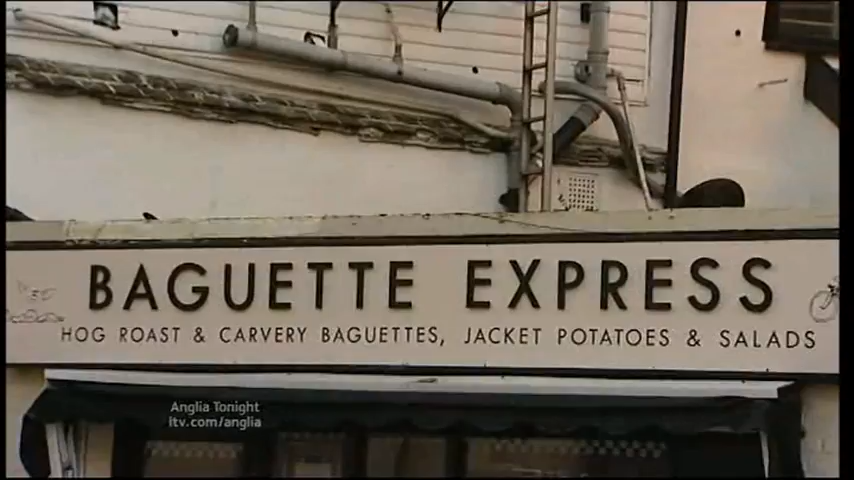 BAGUETTE EXPRESS
HOG ROAST & CARVERY BAGUETTES, JACKET POTATOES & SALADS
Anglia Tonight
itv.com/anglia